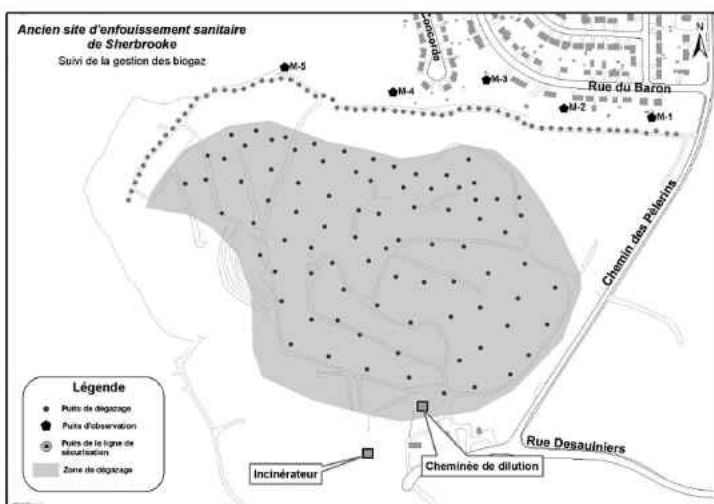 Ancien site d'enfouissement sanitaire
de Sherbrooke
Suivi de la gestion des biogaz
Concorde
N
M-5
M-4
M-3
Rue du Baron
M-2
M-1
Chemin des Pèlerins
Légende
Puits de dégazage
Puits d'observation
Puits de la ligne de
sécurisation
Zone de dégazage
Incinérateur
Cheminée de dilution
Rue Desaulniers